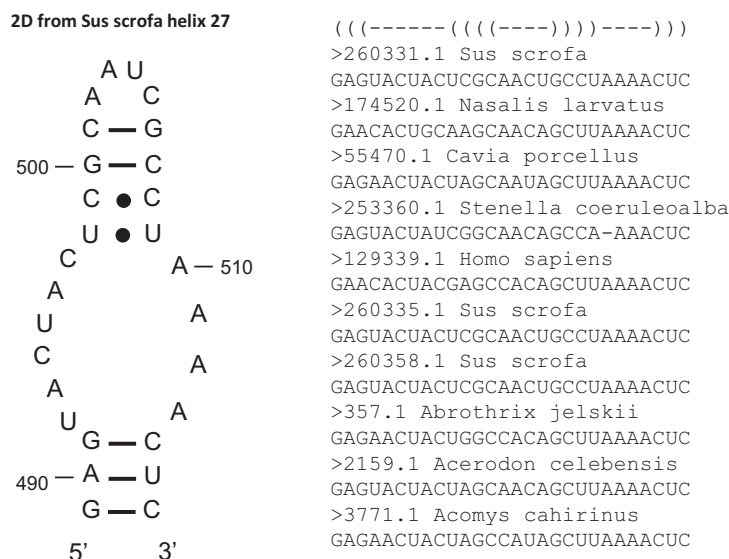 2D from Sus scrofa helix 27
A U
A C
C G
500 G C
C C
U U
C
A 510
A
A
U
C
A
A
A
U
G C
490 A U
G C
5' 3'
(((------((((----))))----)))
>260331.1 Sus scrofa
GAGUACUACUCGCAACUGCCUAAAACUC
>174520.1 Nasalis larvatus
GAACACUGCAAGCAACAGCUUAAAACUC
>55470.1 Cavia porcellus
GAGAACUACUAGCAAUAGCUUAAAACUC
>253360.1 Stenella coeruleoalba
GAGUACUAUCGGCAACAGCCA-AAACUC
>129339.1 Homo sapiens
GAACACUACGAGCCACAGCUUAAAACUC
>260335.1 Sus scrofa
GAGUACUACUCGCAACUGCCUAAAACUC
>260358.1 Sus scrofa
GAGUACUACUCGCAACUGCCUAAAACUC
>357.1 Abrothrix jelskii
GAGAACUACUGGCCACAGCUUAAAACUC
>2159.1 Acerodon celebensis
GAGUACUACUAGCAACAGCUUAAAACUC
>3771.1 Acomys cahirinus
GAGAACUACUAGCCAUAGCUUAAAACUC